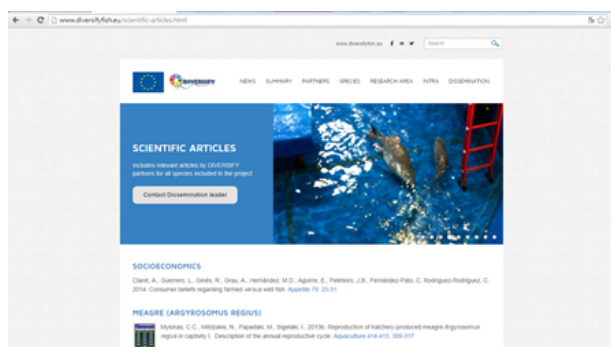 www.diversifyfish.eu/scientific-articles.html
www.diversifyfish.eu
Search
DIVERSIFY
NEWS SUMMARY PARTNERS SPECIES RESEARCH AREA INTRA DISSEMINATION
SCIENTIFIC ARTICLES
Includes relevant articles by DIVERSIFY
partners for all species included in the project
Contact Dissemination leader
SOCIOECONOMICS
Claret, A., Guerrero, L., Ginés, R., Grau, A., Hernández, M.D., Aguirre, E., Peleteiro, J.B., Fernández-Pato, C. Rodríguez-Rodríguez, C.
2014. Consumer beliefs regarding farmed versus wild fish. Appetite 79: 25-31.
MEAGRE (ARGYROSOMUS REGIUS)
Mylonas, C.C., Mitrizakis, N., Papadaki, M., Sigelaki, I., 2013b. Reproduction of hatchery-produced meagre Argyrosomus
regius in captivity I. Description of the annual reproductive cycle. Aquaculture 414-415: 309-317